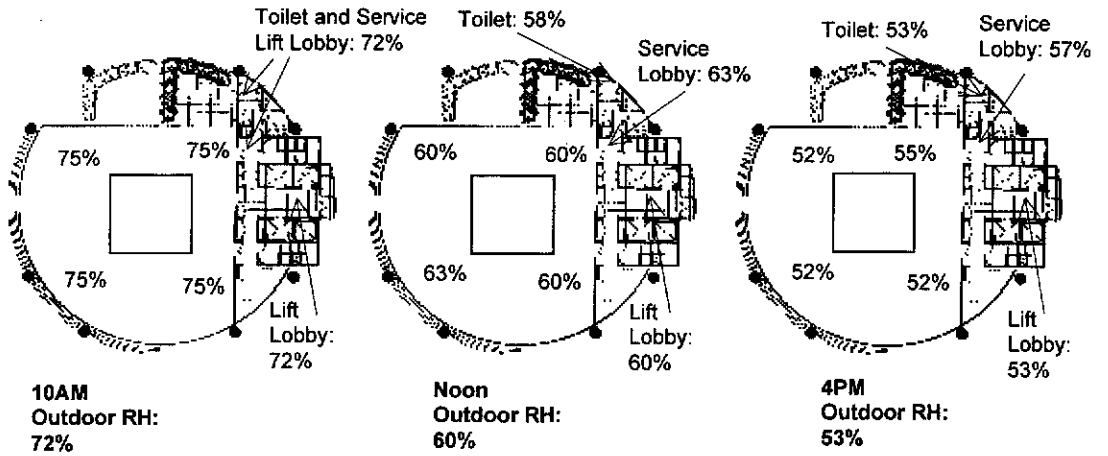 Toilet and Service
Lift Lobby: 72%
75%
75%
75%
75%
Lift
Lobby:
72%
10AM
Outdoor RH:
72%
Toilet: 58%
Service
Lobby: 63%
60%
60%
63%
60%
Lift
Lobby:
60%
Noon
Outdoor RH:
60%
Toilet: 53%
Service
Lobby: 57%
52%
55%
52%
52%
Lift
Lobby:
53%
4PM
Outdoor RH:
53%